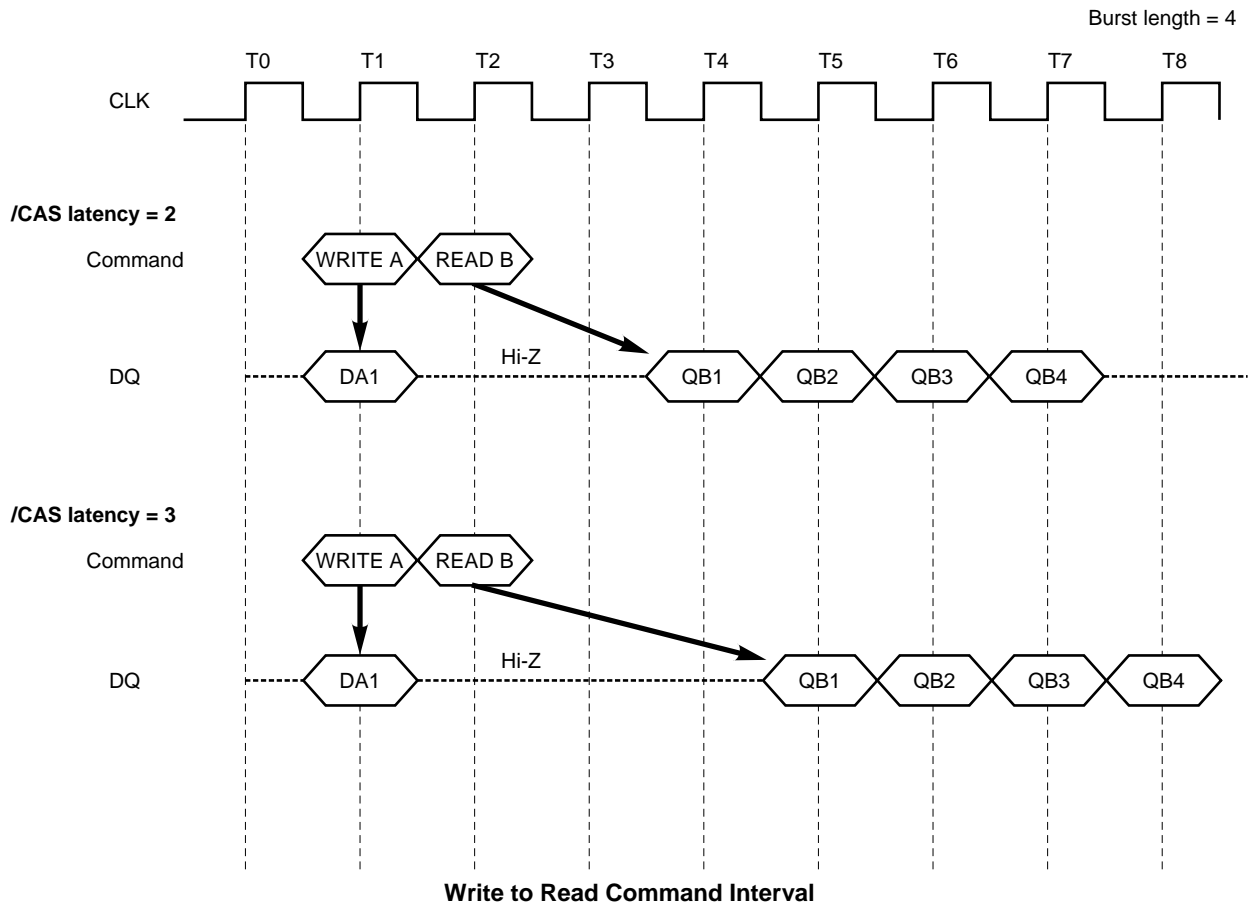 Burst length = 4
T0 T1 T2 T3 T4 T5 T6 T7 T8
CLK
/CAS latency = 2
Command WRITE A READ B
Hi-Z
DQ DA1 QB1 QB2 QB3 QB4
/CAS latency = 3
Command WRITE A READ B
Hi-Z
DQ DA1 QB1 QB2 QB3 QB4
Write to Read Command Interval